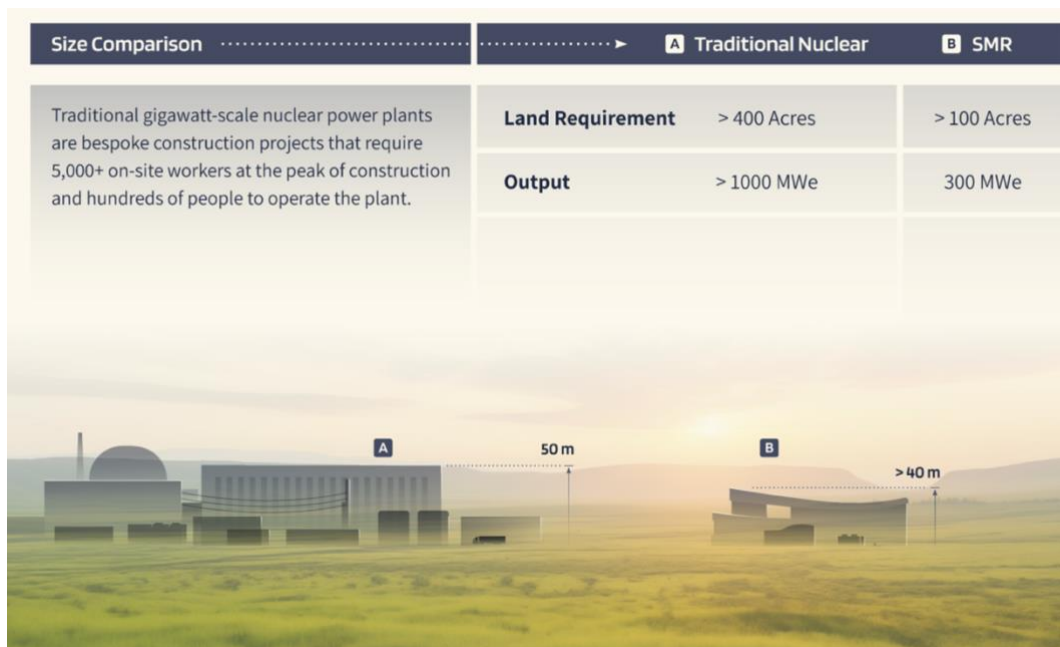 Size Comparison
A Traditional Nuclear
B SMR
Traditional gigawatt-scale nuclear power plants
are bespoke construction projects that require
5,000+ on-site workers at the peak of construction
and hundreds of people to operate the plant.
Land Requirement > 400 Acres > 100 Acres
Output > 1000 MWe 300 MWe
A
50 m
B
> 40 m